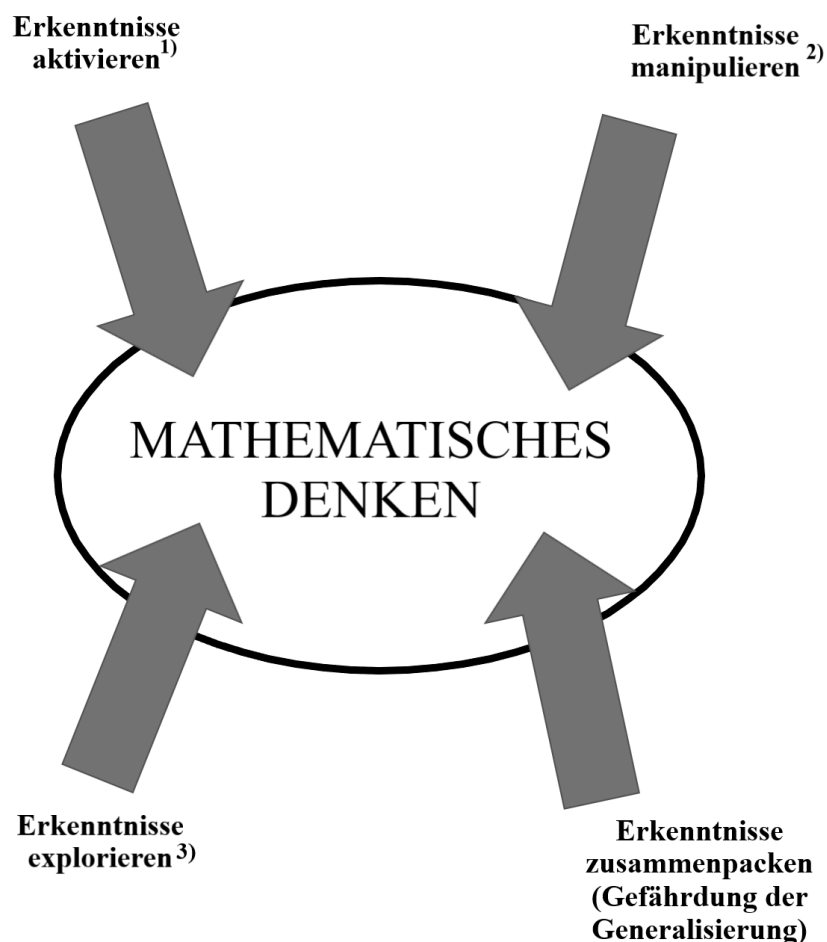 Erkenntnisse
aktivieren1)
Erkenntnisse
manipulieren 2)
MATHEMATISCHES
DENKEN
Erkenntnisse
explorieren 3)
Erkenntnisse
zusammenpacken
(Gefährdung der
Generalisierung)